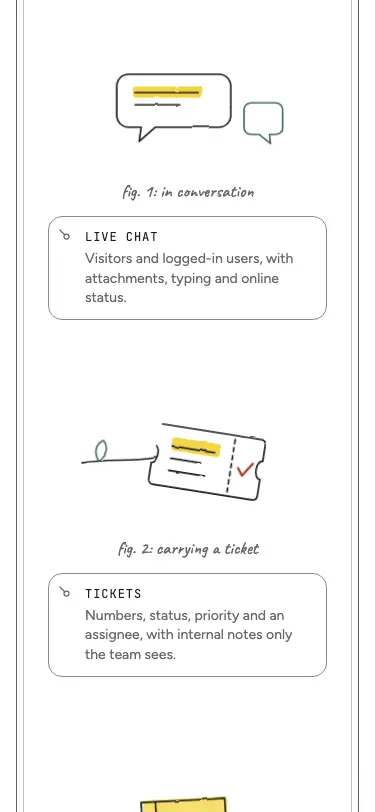 fig. 1: in conversation
LIVE CHAT
Visitors and logged-in users, with
attachments, typing and online
status.
fig. 2: carrying a ticket
TICKETS
Numbers, status, priority and an
assignee, with internal notes only
the team sees.